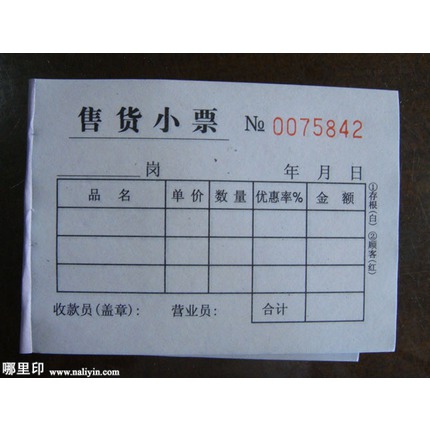 售货小票 № 0075842
岗 年 月 日
品名 单价 数量 优惠率% 金额
①存根(白) ②顾客(红)
收款员(盖章): 营业员: 合计
哪里印 www.naliyin.com